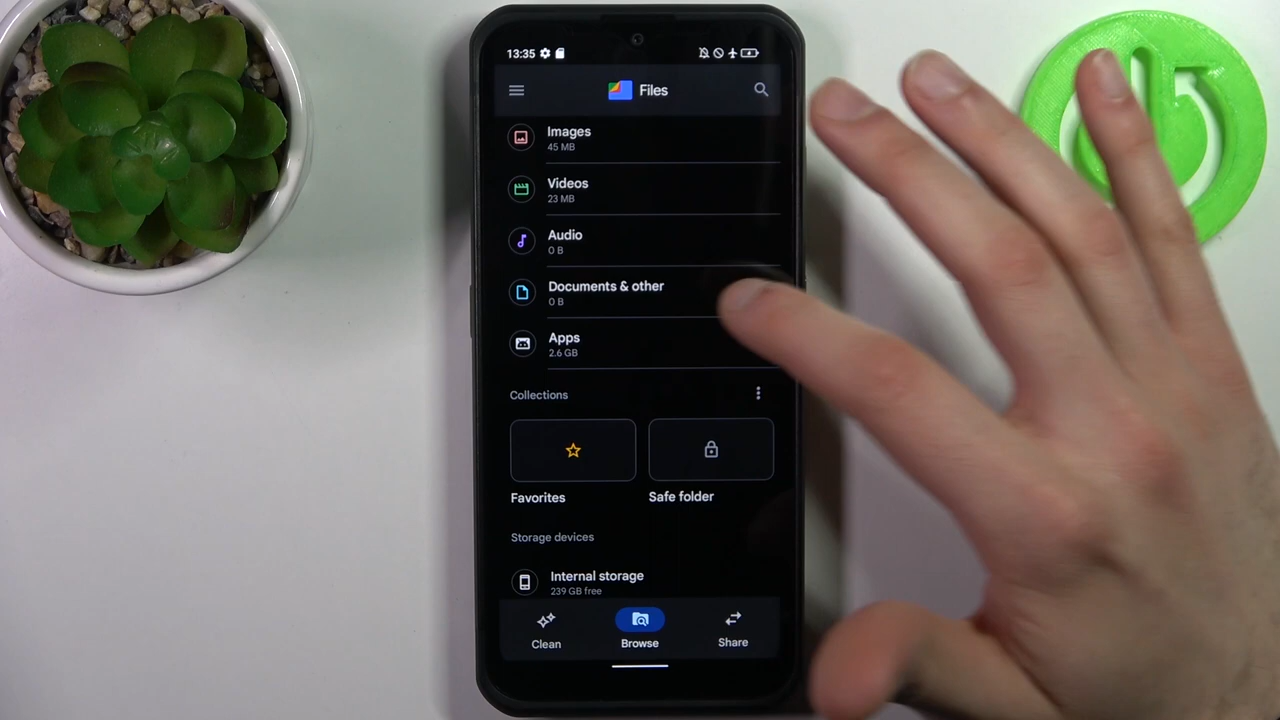 13:35
Files
Images
45 MB
Videos
23 MB
Audio
0 B
Documents & other
0 B
Apps
2.6 GB
Collections
Favorites
Safe folder
Storage devices
Internal storage
239 GB free
Clean
Browse
Share